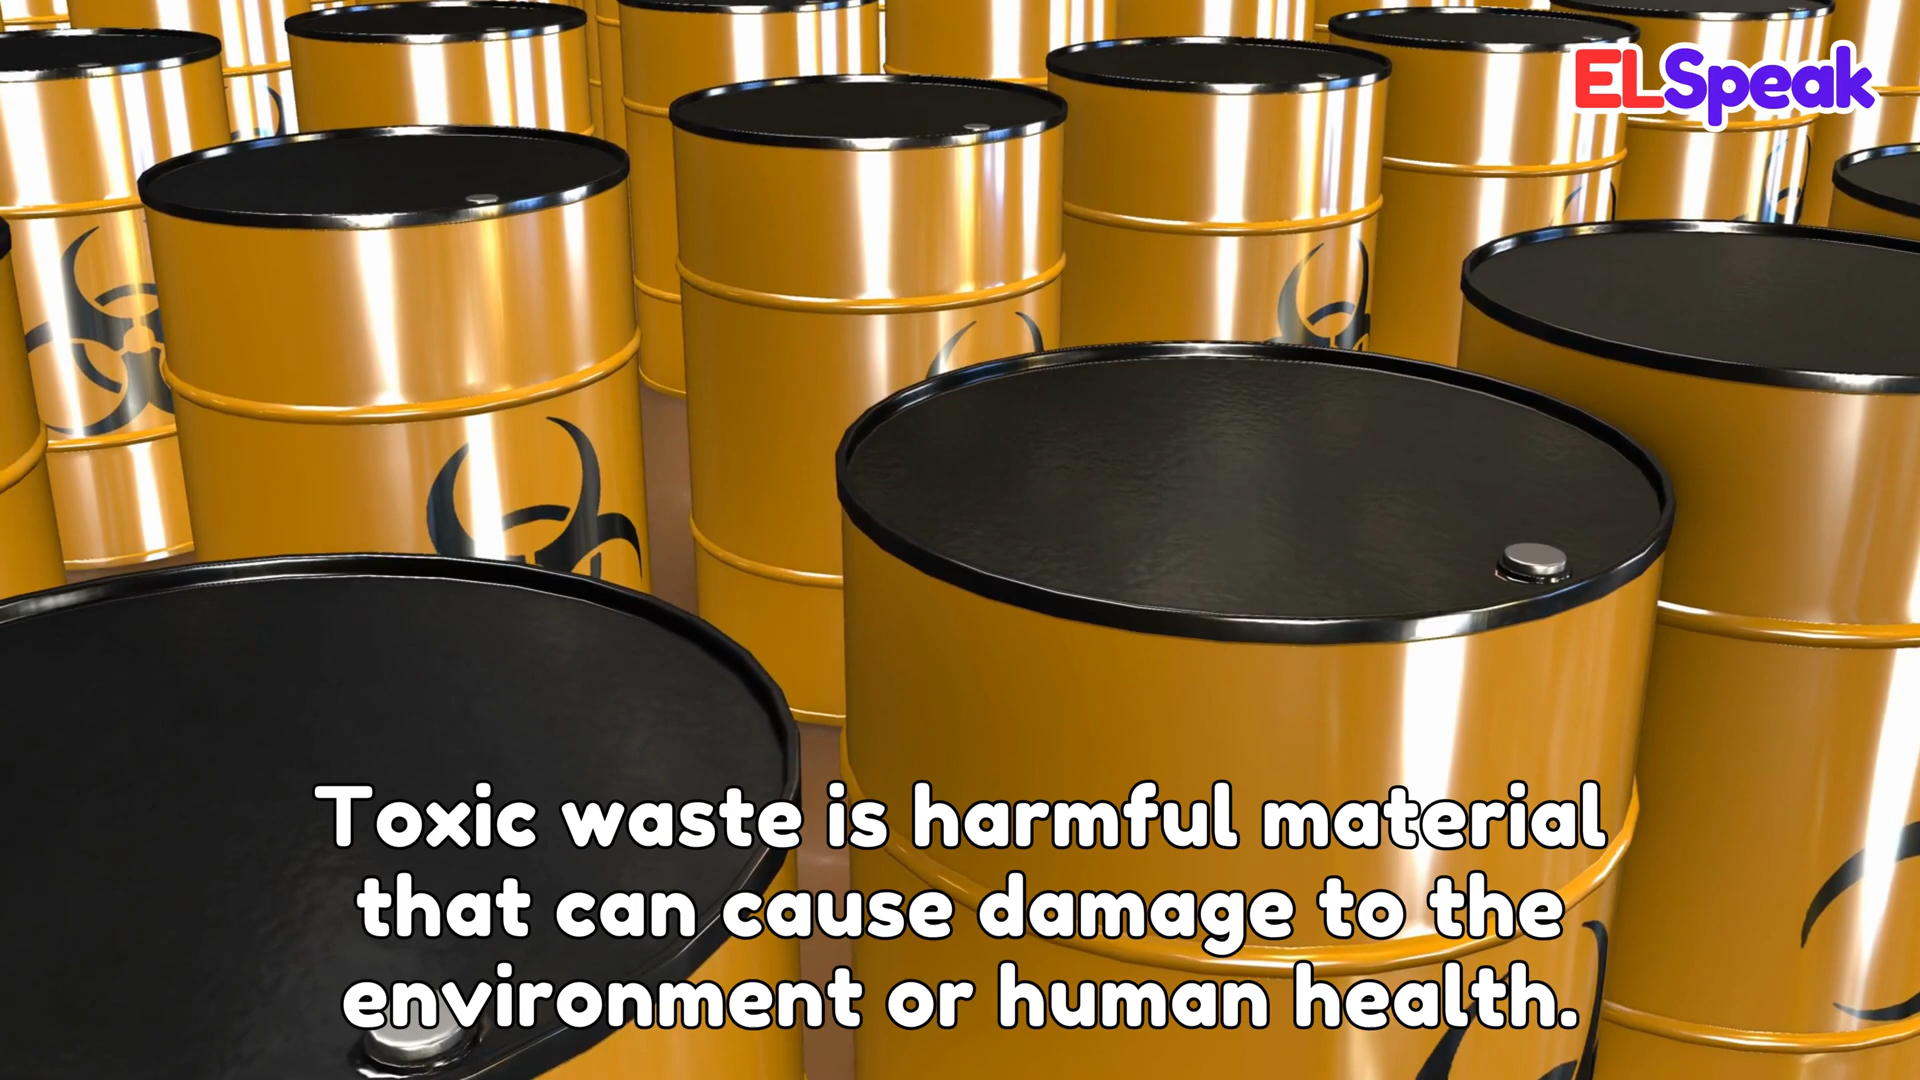 ELSpeak
Toxic waste is harmful material
that can cause damage to the
environment or human health.